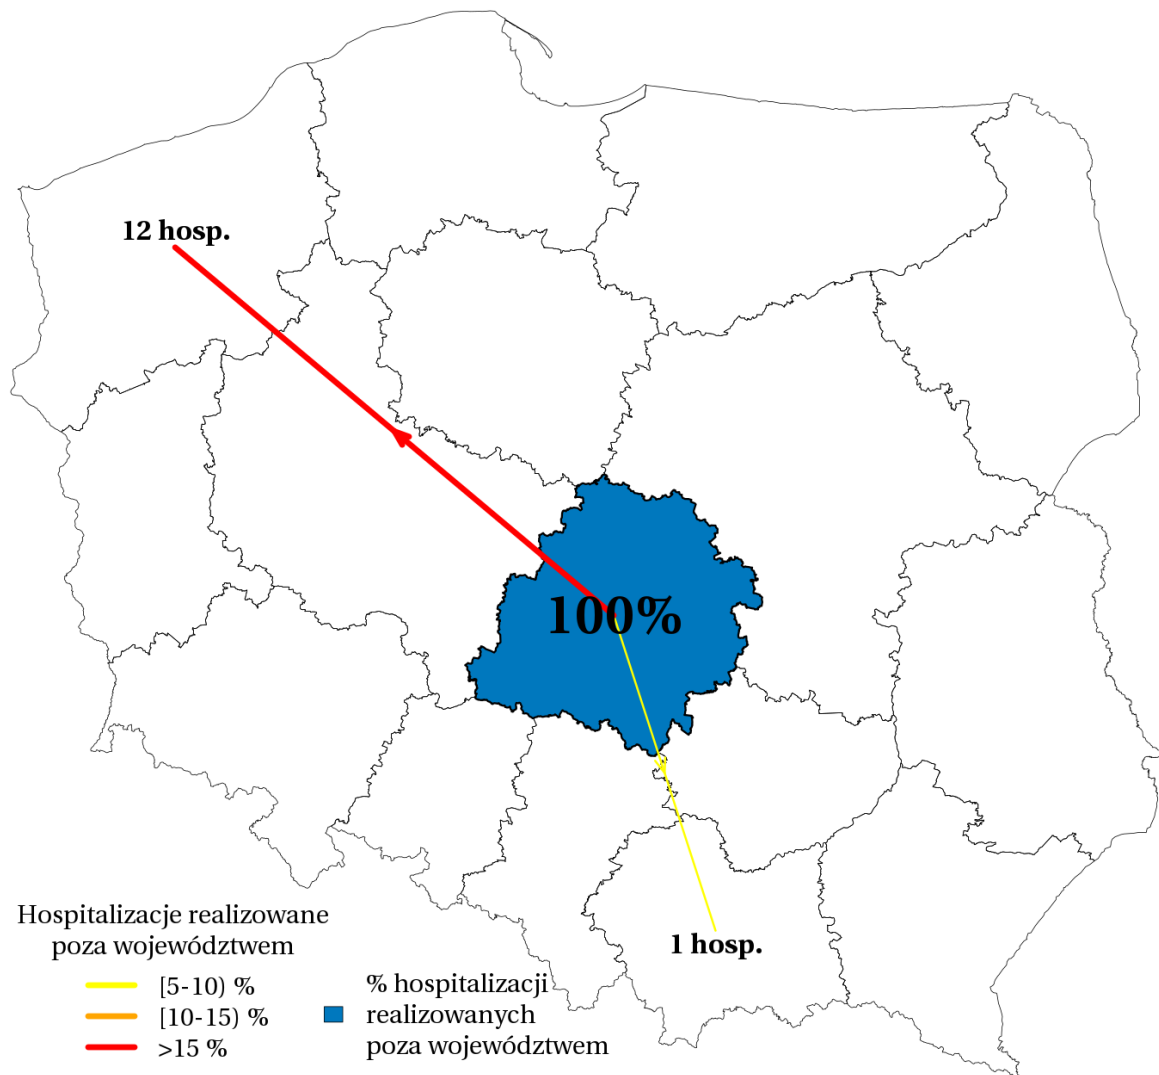 12 hosp.
100%
1 hosp.
Hospitalizacje realizowane
poza województwem
[5-10) %
[10-15) %
>15 %
% hospitalizacji
realizowanych
poza województwem